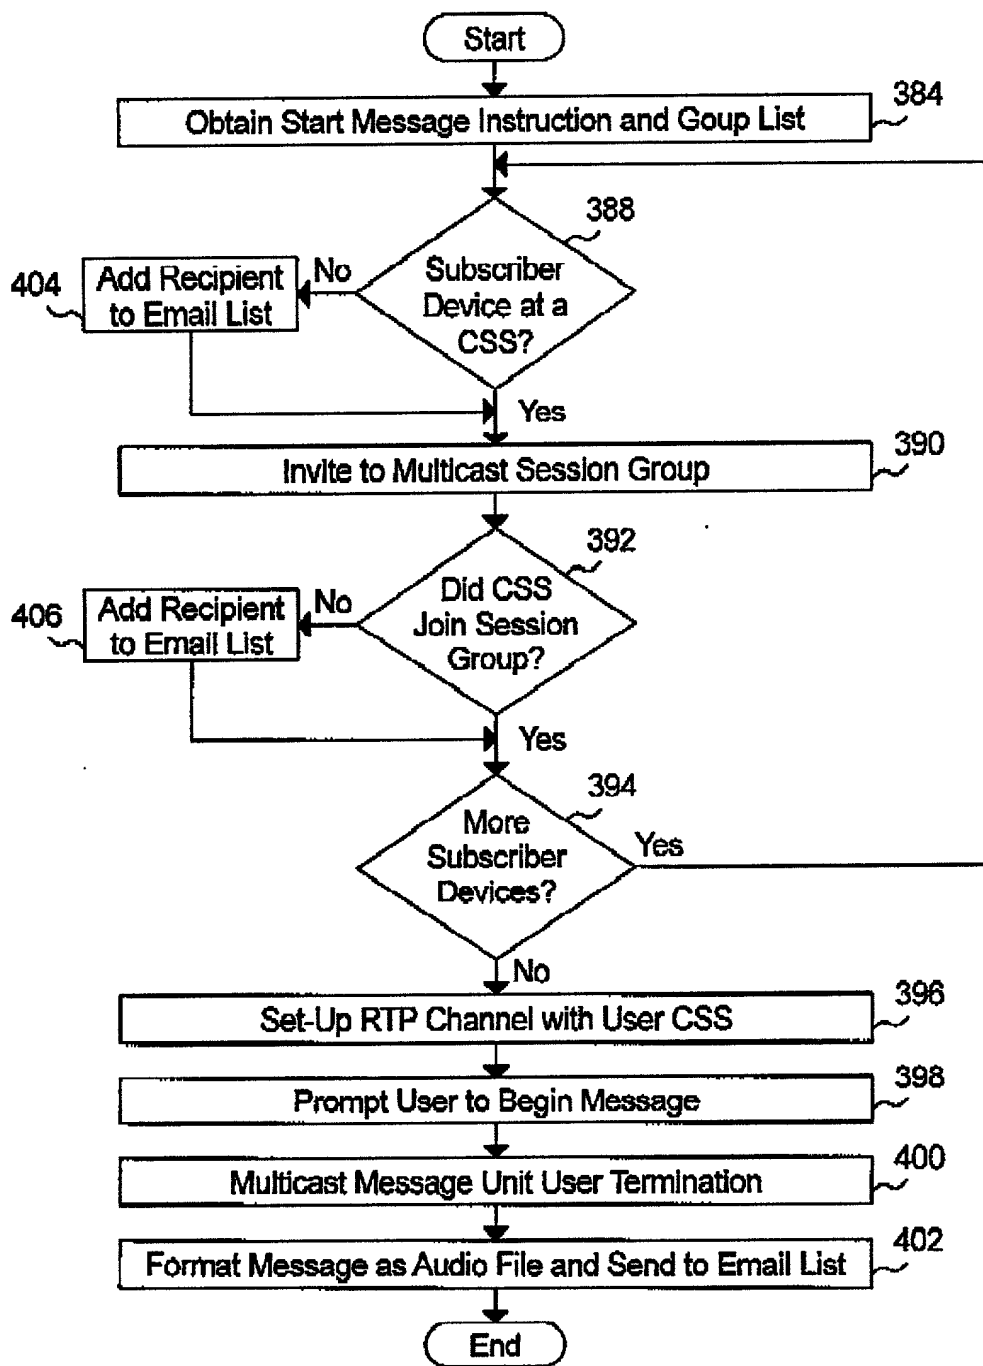 Start
Obtain Start Message Instruction and Goup List
384
388
Subscriber
Device at a
CSS?
No
404
Add Recipient
to Email List
Yes
390
Invite to Multicast Session Group
392
Did CSS
Join Session
Group?
No
406
Add Recipient
to Email List
Yes
394
More
Subscriber
Devices?
Yes
No
396
Set-Up RTP Channel with User CSS
398
Prompt User to Begin Message
400
Multicast Message Unit User Termination
402
Format Message as Audio File and Send to Email List
End